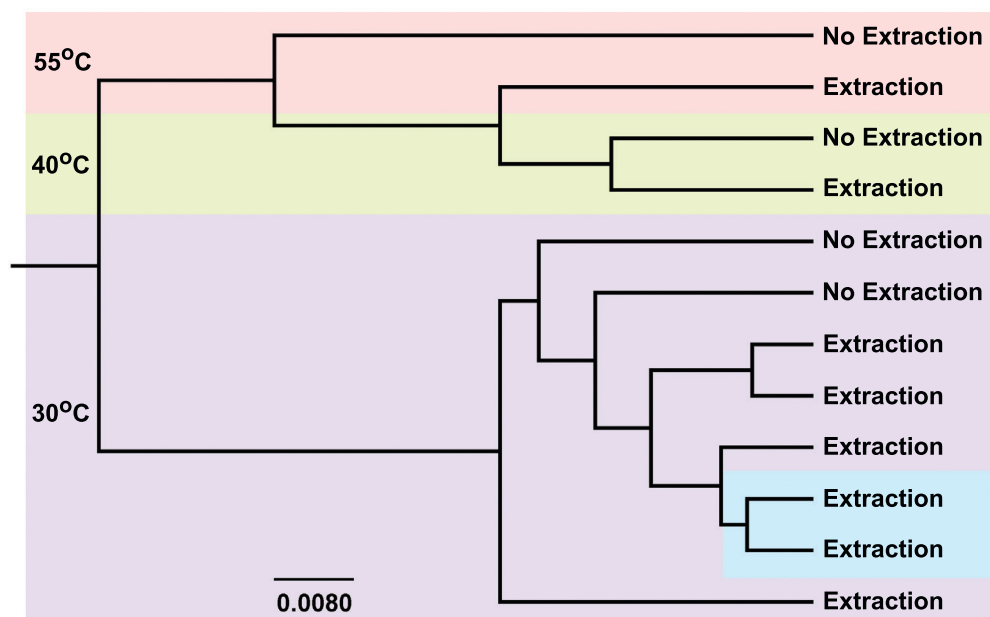 55°C
No Extraction
Extraction
40°C
No Extraction
Extraction
30°C
No Extraction
No Extraction
Extraction
Extraction
Extraction
Extraction
Extraction
Extraction
0.0080